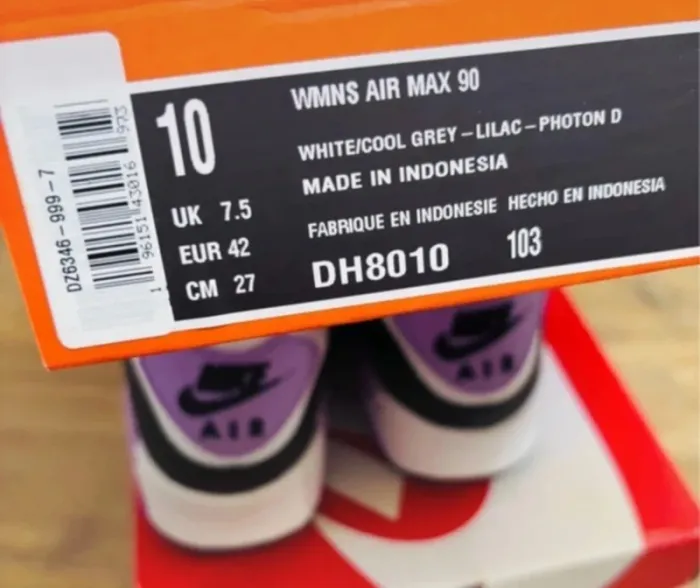 10
WMNS AIR MAX 90
WHITE/COOL GREY-LILAC-PHOTON D
MADE IN INDONESIA
UK 7.5
EUR 42
CM 27
FABRIQUE EN INDONESIE HECHO EN INDONESIA
DH8010 103
DZ6346-999-7
1 96151 43016 973
AIR
AIR